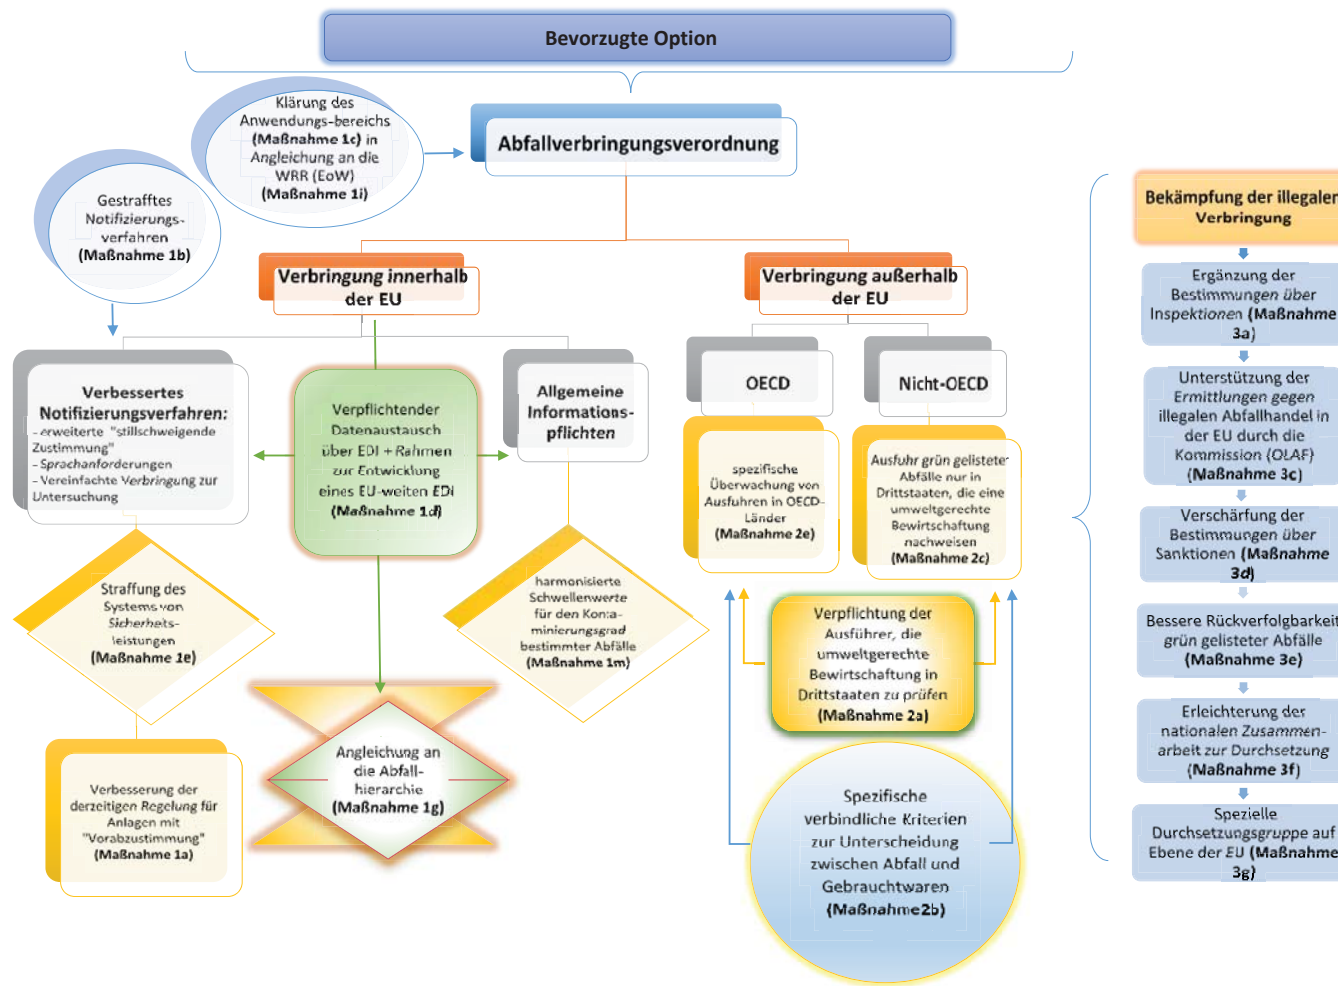 Bevorzugte Option
Klärung des
Anwendungs-bereichs
(Maßnahme 1c) in
Angleichung an die
WRR (EoW)
(Maßnahme 1i)
Abfallverbringungsverordnung
Gestrafftes
Notifizierungs-
verfahren
(Maßnahme 1b)
Verbringung innerhalb
der EU
Verbringung außerhalb
der EU
Verbessertes
Notifizierungsverfahren:
- erweiterte "stillschweigende
Zustimmung"
- Sprachanforderungen
- Vereinfachte Verbringung zur
Untersuchung
Verpflichtender
Datenaustausch
über EDI + Rahmen
zur Entwicklung
eines EU-weiten EDI
(Maßnahme 1d)
Allgemeine
Informations-
pflichten
OECD
Nicht-OECD
spezifische
Überwachung von
Ausfuhren in OECD-
Länder
(Maßnahme 2e)
Ausfuhr grün gelisteter
Abfälle nur in
Drittstaaten, die eine
umweltgerechte
Bewirtschaftung
nachweisen
(Maßnahme 2c)
Straffung des
Systems von
Sicherheits-
leistungen
(Maßnahme 1e)
harmonisierte
Schwellenwerte
für den Konta-
minierungsgrad
bestimmter Abfälle
(Maßnahme 1m)
Verpflichtung der
Ausführer, die
umweltgerechte
Bewirtschaftung in
Drittstaaten zu prüfen
(Maßnahme 2a)
Angleichung an
die Abfall-
hierarchie
(Maßnahme 1g)
Verbesserung der
derzeitigen Regelung für
Anlagen mit
"Vorabzustimmung"
(Maßnahme 1a)
Spezifische
verbindliche Kriterien
zur Unterscheidung
zwischen Abfall und
Gebrauchtwaren
(Maßnahme2b)
Bekämpfung der illegalen
Verbringung
Ergänzung der
Bestimmungen über
Inspektionen (Maßnahme
3a)
Unterstützung der
Ermittlungen gegen
illegalen Abfallhandel in
der EU durch die
Kommission (OLAF)
(Maßnahme 3c)
Verschärfung der
Bestimmungen über
Sanktionen (Maßnahme
3d)
Bessere Rückverfolgbarkeit
grün gelisteter Abfälle
(Maßnahme 3e)
Erleichterung der
nationalen Zusammen-
arbeit zur Durchsetzung
(Maßnahme 3f)
Spezielle
Durchsetzungsgruppe auf
Ebene der EU (Maßnahme
3g)